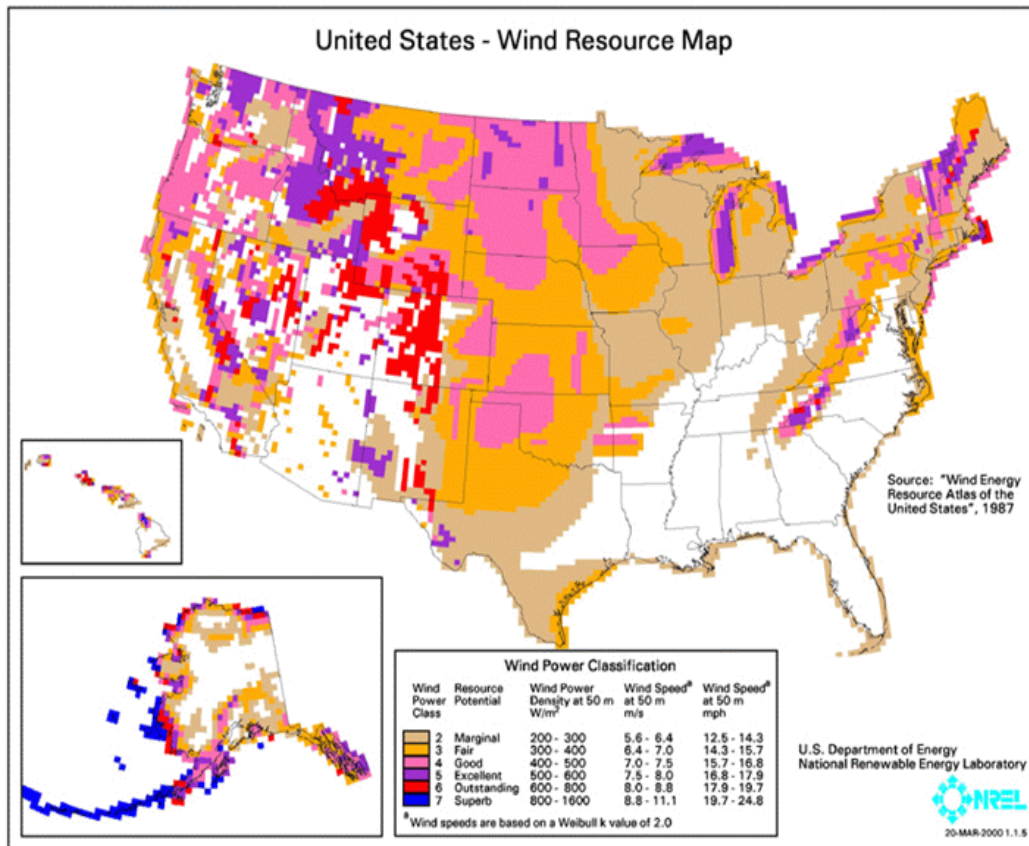 United States - Wind Resource Map
Source: "Wind Energy
Resource Atlas of the
United States", 1987
Wind Power Classification
Wind Power Class Resource Potential Wind Power Density at 50 m W/m² Wind Speedᵃ at 50 m m/s Wind Speedᵃ at 50 m mph
2 Marginal 200 - 300 5.6 - 6.4 12.5 - 14.3
3 Fair 300 - 400 6.4 - 7.0 14.3 - 15.7
4 Good 400 - 500 7.0 - 7.5 15.7 - 16.8
5 Excellent 500 - 600 7.5 - 8.0 16.8 - 17.9
6 Outstanding 600 - 800 8.0 - 8.8 17.9 - 19.7
7 Superb 800 - 1600 8.8 - 11.1 19.7 - 24.8
ᵃ Wind speeds are based on a Weibull k value of 2.0
U.S. Department of Energy
National Renewable Energy Laboratory
NREL
20-MAR-2000 1.1.5